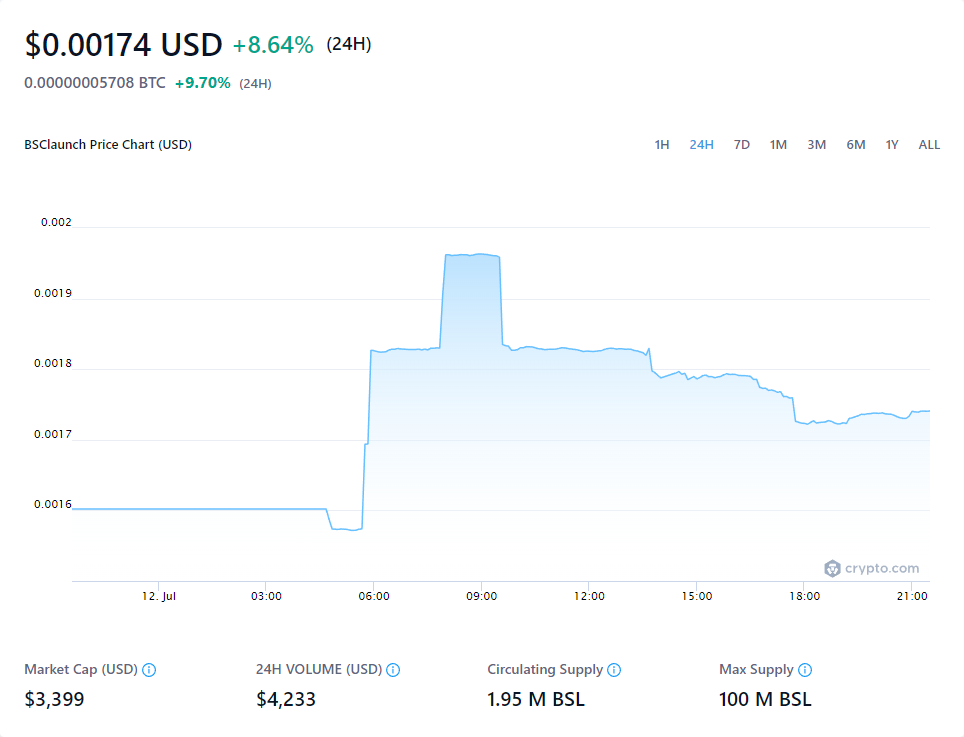 $0.00174 USD +8.64% (24H)
0.00000005708 BTC +9.70% (24H)
BSClaunch Price Chart (USD) 1H 24H 7D 1M 3M 6M 1Y ALL
0.002
0.0019
0.0018
0.0017
0.0016
crypto.com
12. Jul 03:00 06:00 09:00 12:00 15:00 18:00 21:00
Market Cap (USD) 24H VOLUME (USD) Circulating Supply Max Supply
$3,399 $4,233 1.95 M BSL 100 M BSL